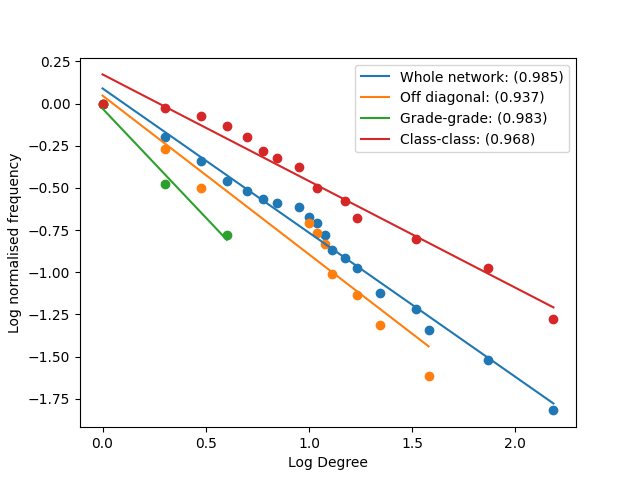 Whole network: (0.985)
Off diagonal: (0.937)
Grade-grade: (0.983)
Class-class: (0.968)
Log normalised frequency
0.25
0.00
−0.25
−0.50
−0.75
−1.00
−1.25
−1.50
−1.75
0.0 0.5 1.0 1.5 2.0
Log Degree